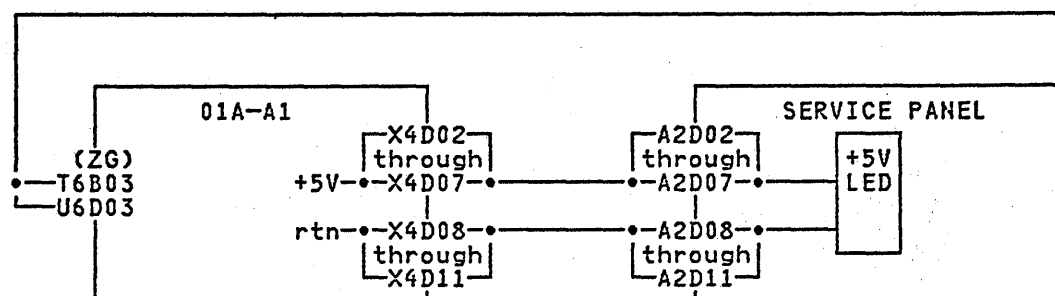 01A-A1 SERVICE PANEL
X4D02 A2D02
(ZG) through through +5V
T6B03 +5V X4D07 A2D07 LED
U6D03
rtn X4D08 A2D08
through through
X4D11 A2D11